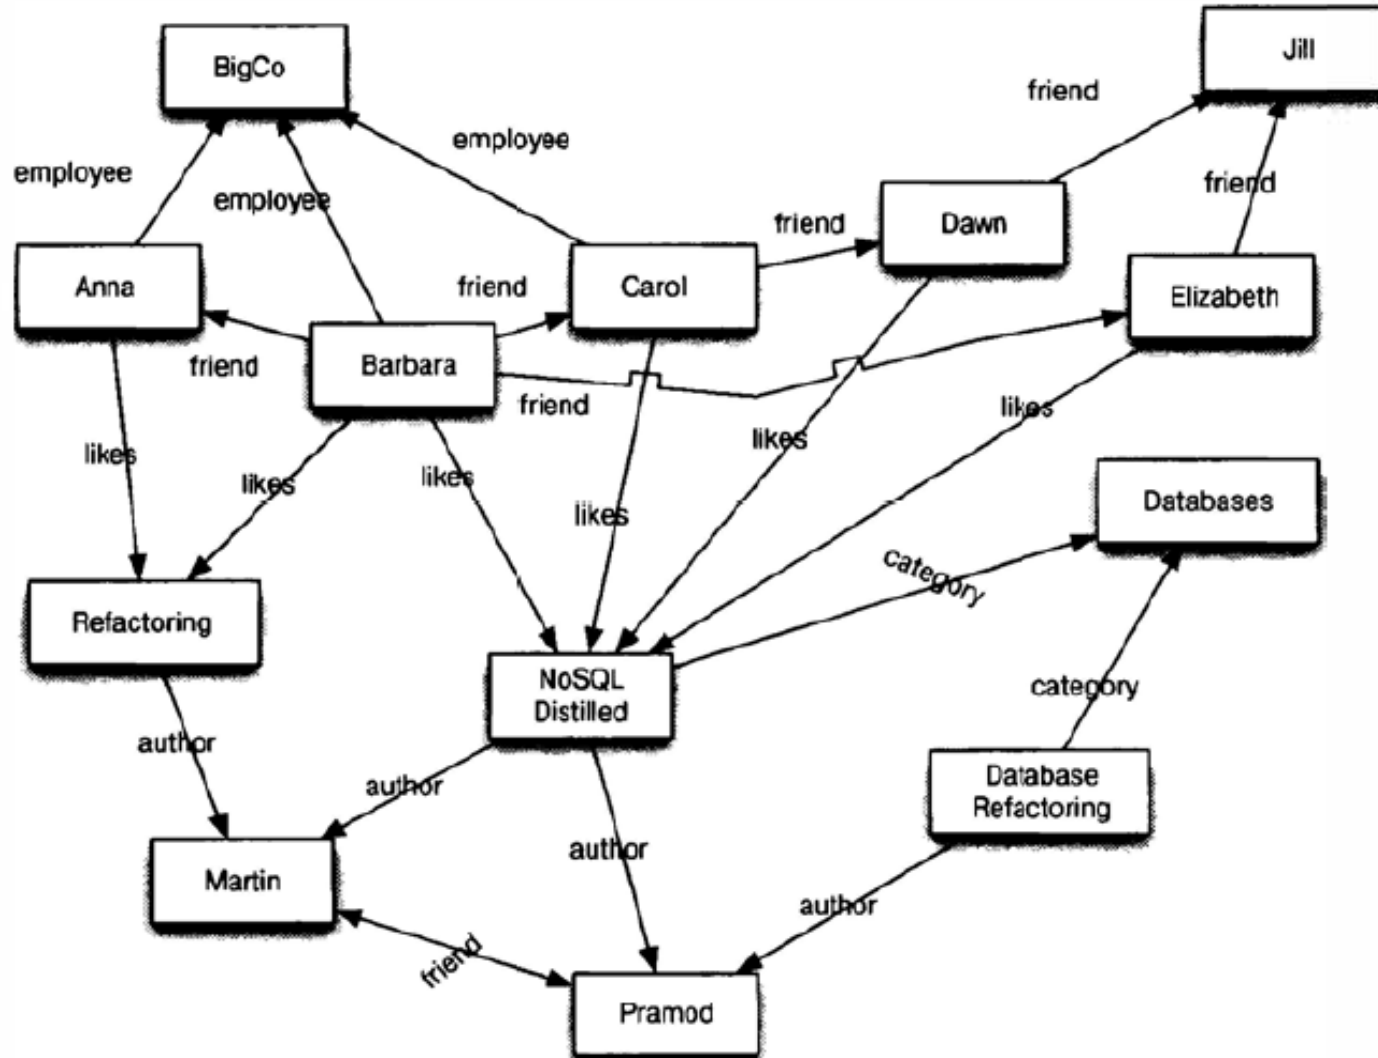 BigCo
Jill
friend
employee
employee
employee
friend
Dawn
friend
Anna
friend
Carol
Elizabeth
friend
Barbara
friend
likes
likes
likes
likes
likes
likes
Databases
category
Refactoring
NoSQL
Distilled
category
author
author
Database
Refactoring
author
Martin
author
friend
Pramod